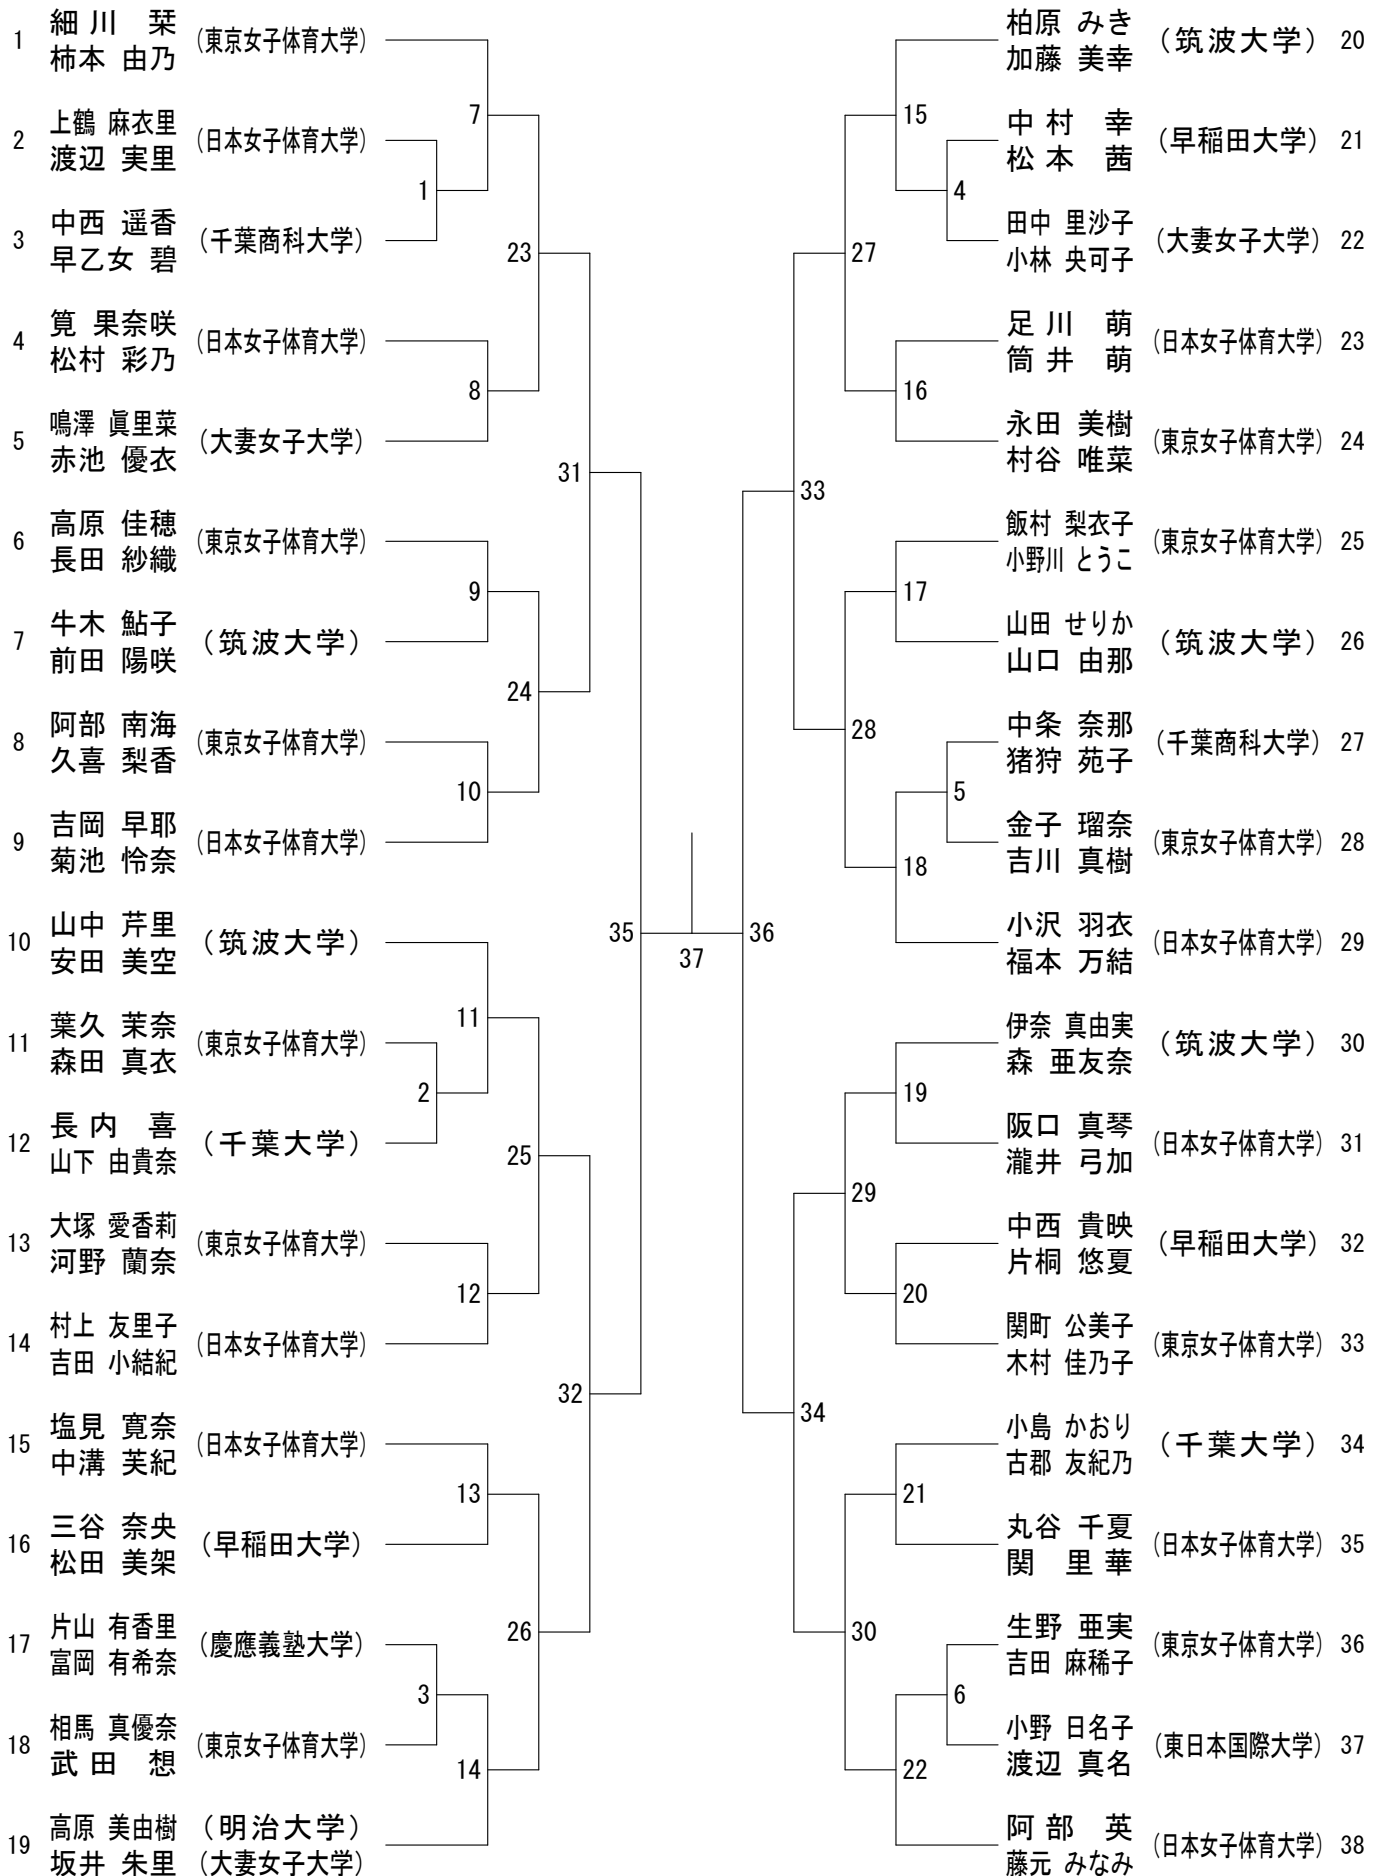 1 細川 栞 (東京女子体育大学)
柿本 由乃
2 上鶴 麻衣里 (日本女子体育大学)
渡辺 実里
3 中西 遥香 (千葉商科大学)
早乙女 碧
4 筧 果奈咲 (日本女子体育大学)
松村 彩乃
5 鳴澤 眞里菜 (大妻女子大学)
赤池 優衣
6 高原 佳穂 (東京女子体育大学)
長田 紗織
7 牛木 鮎子 (筑波大学)
前田 陽咲
8 阿部 南海 (東京女子体育大学)
久喜 梨香
9 吉岡 早耶 (日本女子体育大学)
菊池 怜奈
10 山中 芹里 (筑波大学)
安田 美空
11 葉久 茉奈 (東京女子体育大学)
森田 真衣
12 長内 喜 (千葉大学)
山下 由貴奈
13 大塚 愛香莉 (東京女子体育大学)
河野 蘭奈
14 村上 友里子 (日本女子体育大学)
吉田 小結紀
15 塩見 寛奈 (日本女子体育大学)
中溝 芙紀
16 三谷 奈央 (早稲田大学)
松田 美架
17 片山 有香里 (慶應義塾大学)
富岡 有希奈
18 相馬 真優奈 (東京女子体育大学)
武田 想
19 高原 美由樹 (明治大学)
坂井 朱里 (大妻女子大学)
7
1
23
8
31
9
24
10
35
11
2
25
12
32
13
26
3
14
37
36
15
4
27
16
33
17
28
5
18
19
29
20
34
21
30
6
22
柏原 みき (筑波大学) 20
加藤 美幸
中村 幸 (早稲田大学) 21
松本 茜
田中 里沙子 (大妻女子大学) 22
小林 央可子
足川 萌 (日本女子体育大学) 23
筒井 萌
永田 美樹 (東京女子体育大学) 24
村谷 唯菜
飯村 梨衣子 (東京女子体育大学) 25
小野川 とうこ
山田 せりか (筑波大学) 26
山口 由那
中条 奈那 (千葉商科大学) 27
猪狩 苑子
金子 瑠奈 (東京女子体育大学) 28
吉川 真樹
小沢 羽衣 (日本女子体育大学) 29
福本 万結
伊奈 真由実 (筑波大学) 30
森 亜友奈
阪口 真琴 (日本女子体育大学) 31
瀧井 弓加
中西 貴映 (早稲田大学) 32
片桐 悠夏
関町 公美子 (東京女子体育大学) 33
木村 佳乃子
小島 かおり (千葉大学) 34
古郡 友紀乃
丸谷 千夏 (日本女子体育大学) 35
関 里華
生野 亜実 (東京女子体育大学) 36
吉田 麻稀子
小野 日名子 (東日本国際大学) 37
渡辺 真名
阿部 英 (日本女子体育大学) 38
藤元 みなみ